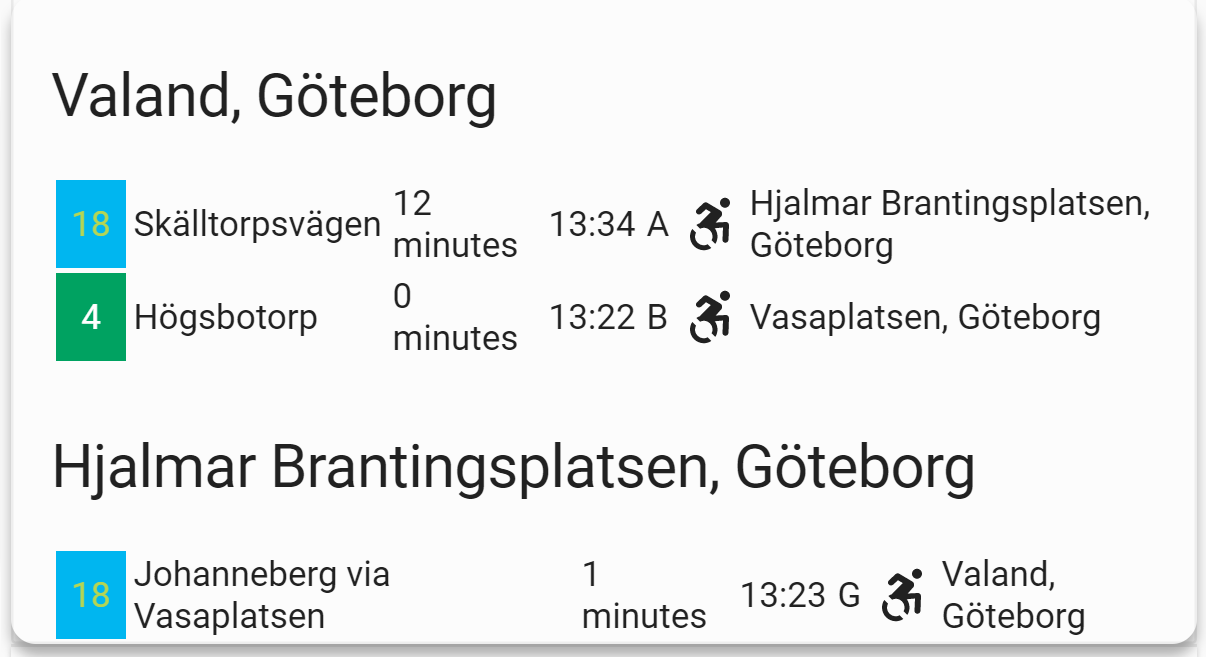 Valand, Göteborg
18 Skälltorpsvägen 12 minutes 13:34 A Hjalmar Brantingsplatsen, Göteborg
4 Högsbotorp 0 minutes 13:22 B Vasaplatsen, Göteborg
Hjalmar Brantingsplatsen, Göteborg
18 Johanneberg via Vasaplatsen 1 minutes 13:23 G Valand, Göteborg